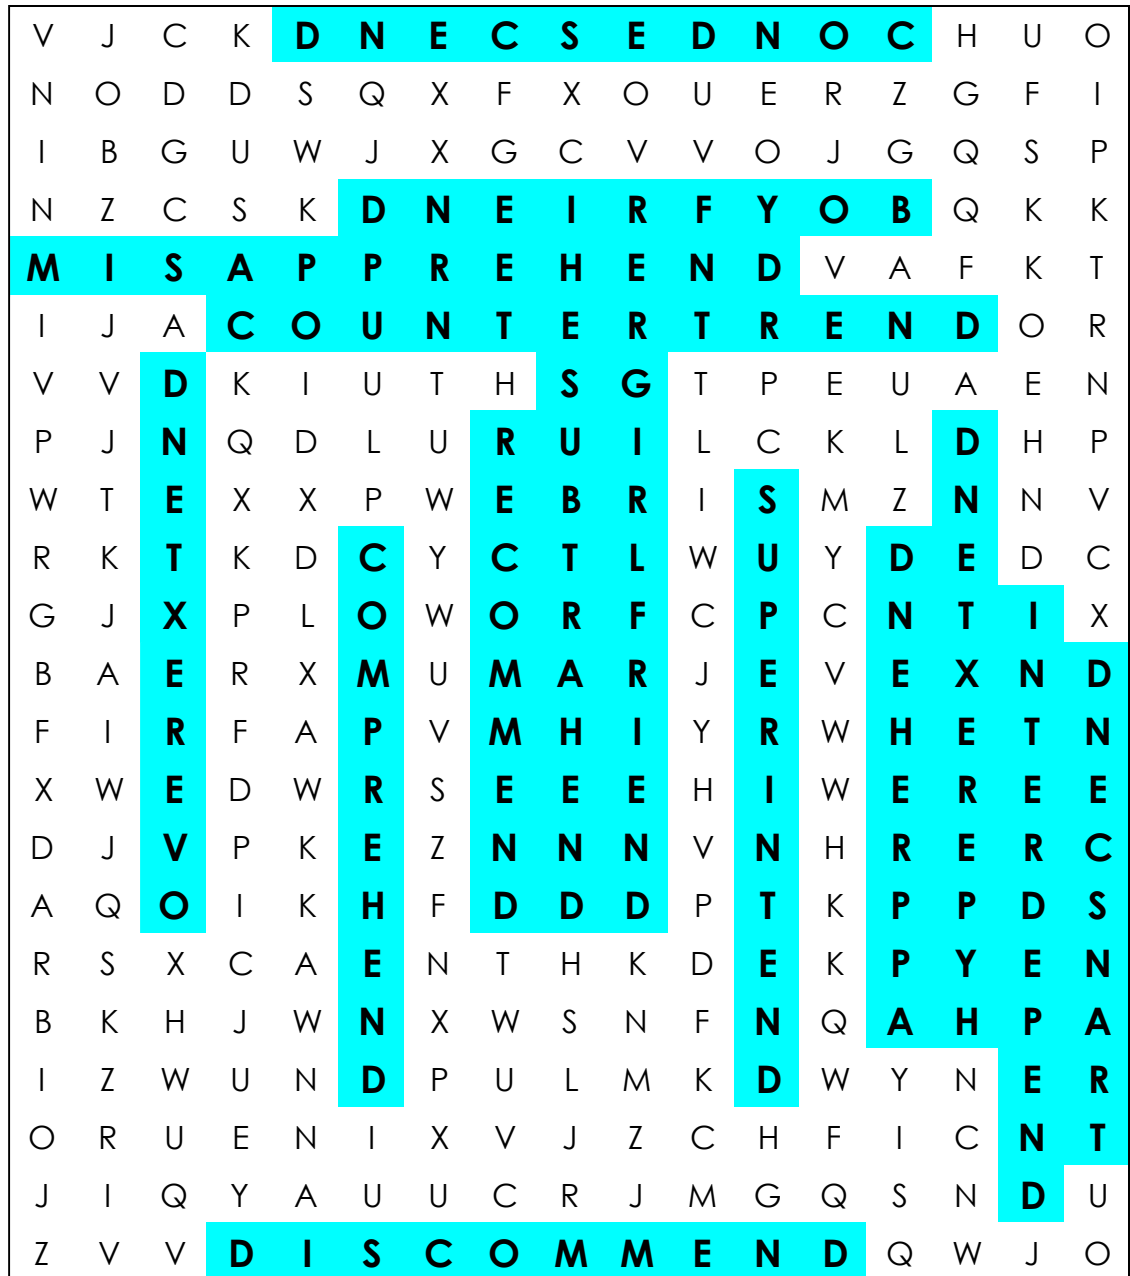 V J C K D N E C S E D N O C H U O
N O D D S Q X F X O U E R Z G F I
I B G U W J X G C V V O J G Q S P
N Z C S K D N E I R F Y O B Q K K
M I S A P P R E H E N D V A F K T
I J A C O U N T E R T R E N D O R
V V D K I U T H S G T P E U A E N
P J N Q D L U R U I L C K L D H P
W T E X X P W E B R I S M Z N N V
R K T K D C Y C T L W U Y D E D C
G J X P L O W O R F C P C N T I X
B A E R X M U M A R J E V E X N D
F I R F A P V M H I Y R W H E T N
X W E D W R S E E E H I W E R E E
D J V P K E Z N N N V N H R E R C
A Q O I K H F D D D P T K P P D S
R S X C A E N T H K D E K P Y E N
B K H J W N X W S N F N Q A H P A
I Z W U N D P U L M K D W Y N E R
O R U E N I X V J Z C H F I C N T
J I Q Y A U U C R J M G Q S N D U
Z V V D I S C O M M E N D Q W J O